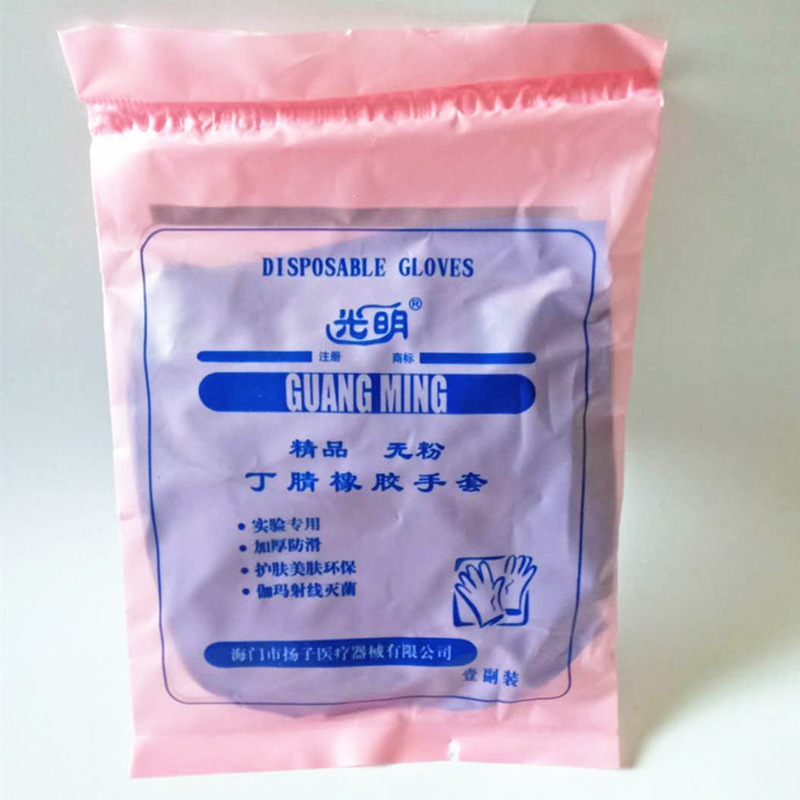 DISPOSABLE GLOVES
光明®
注册 商标
GUANG MING
精品 无粉
丁腈橡胶手套
• 实验专用
• 加厚防滑
• 护肤美肤环保
• 伽玛射线灭菌
海门市扬子医疗器械有限公司
壹副装